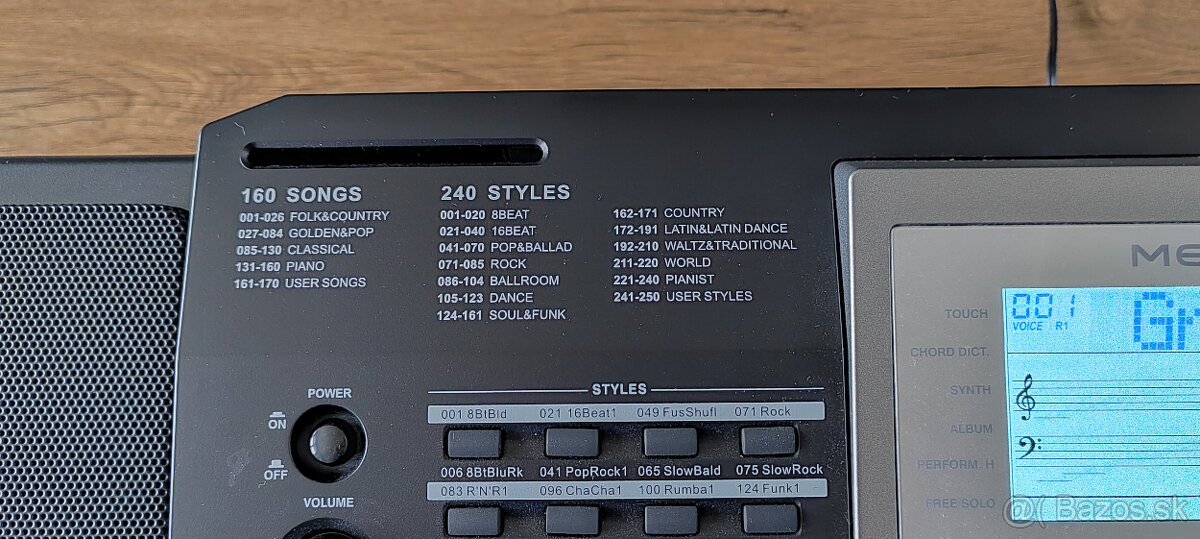 160 SONGS
001-026 FOLK&COUNTRY
027-084 GOLDEN&POP
085-130 CLASSICAL
131-160 PIANO
161-170 USER SONGS
240 STYLES
001-020 8BEAT
021-040 16BEAT
041-070 POP&BALLAD
071-085 ROCK
086-104 BALLROOM
105-123 DANCE
124-161 SOUL&FUNK
162-171 COUNTRY
172-191 LATIN&LATIN DANCE
192-210 WALTZ&TRADITIONAL
211-220 WORLD
221-240 PIANIST
241-250 USER STYLES
POWER
ON
OFF
VOLUME
STYLES
001 8BtBld 021 16Beat1 049 FusShufl 071 Rock
006 8BtBluRk 041 PopRock1 065 SlowBald 075 SlowRock
083 R'N'R1 096 ChaCha1 100 Rumba1 124 Funk1
ME
TOUCH
CHORD DICT.
SYNTH
ALBUM
PERFORM. H
FREE SOLO
001
VOICE R1
Gr
@( Bazos.sk